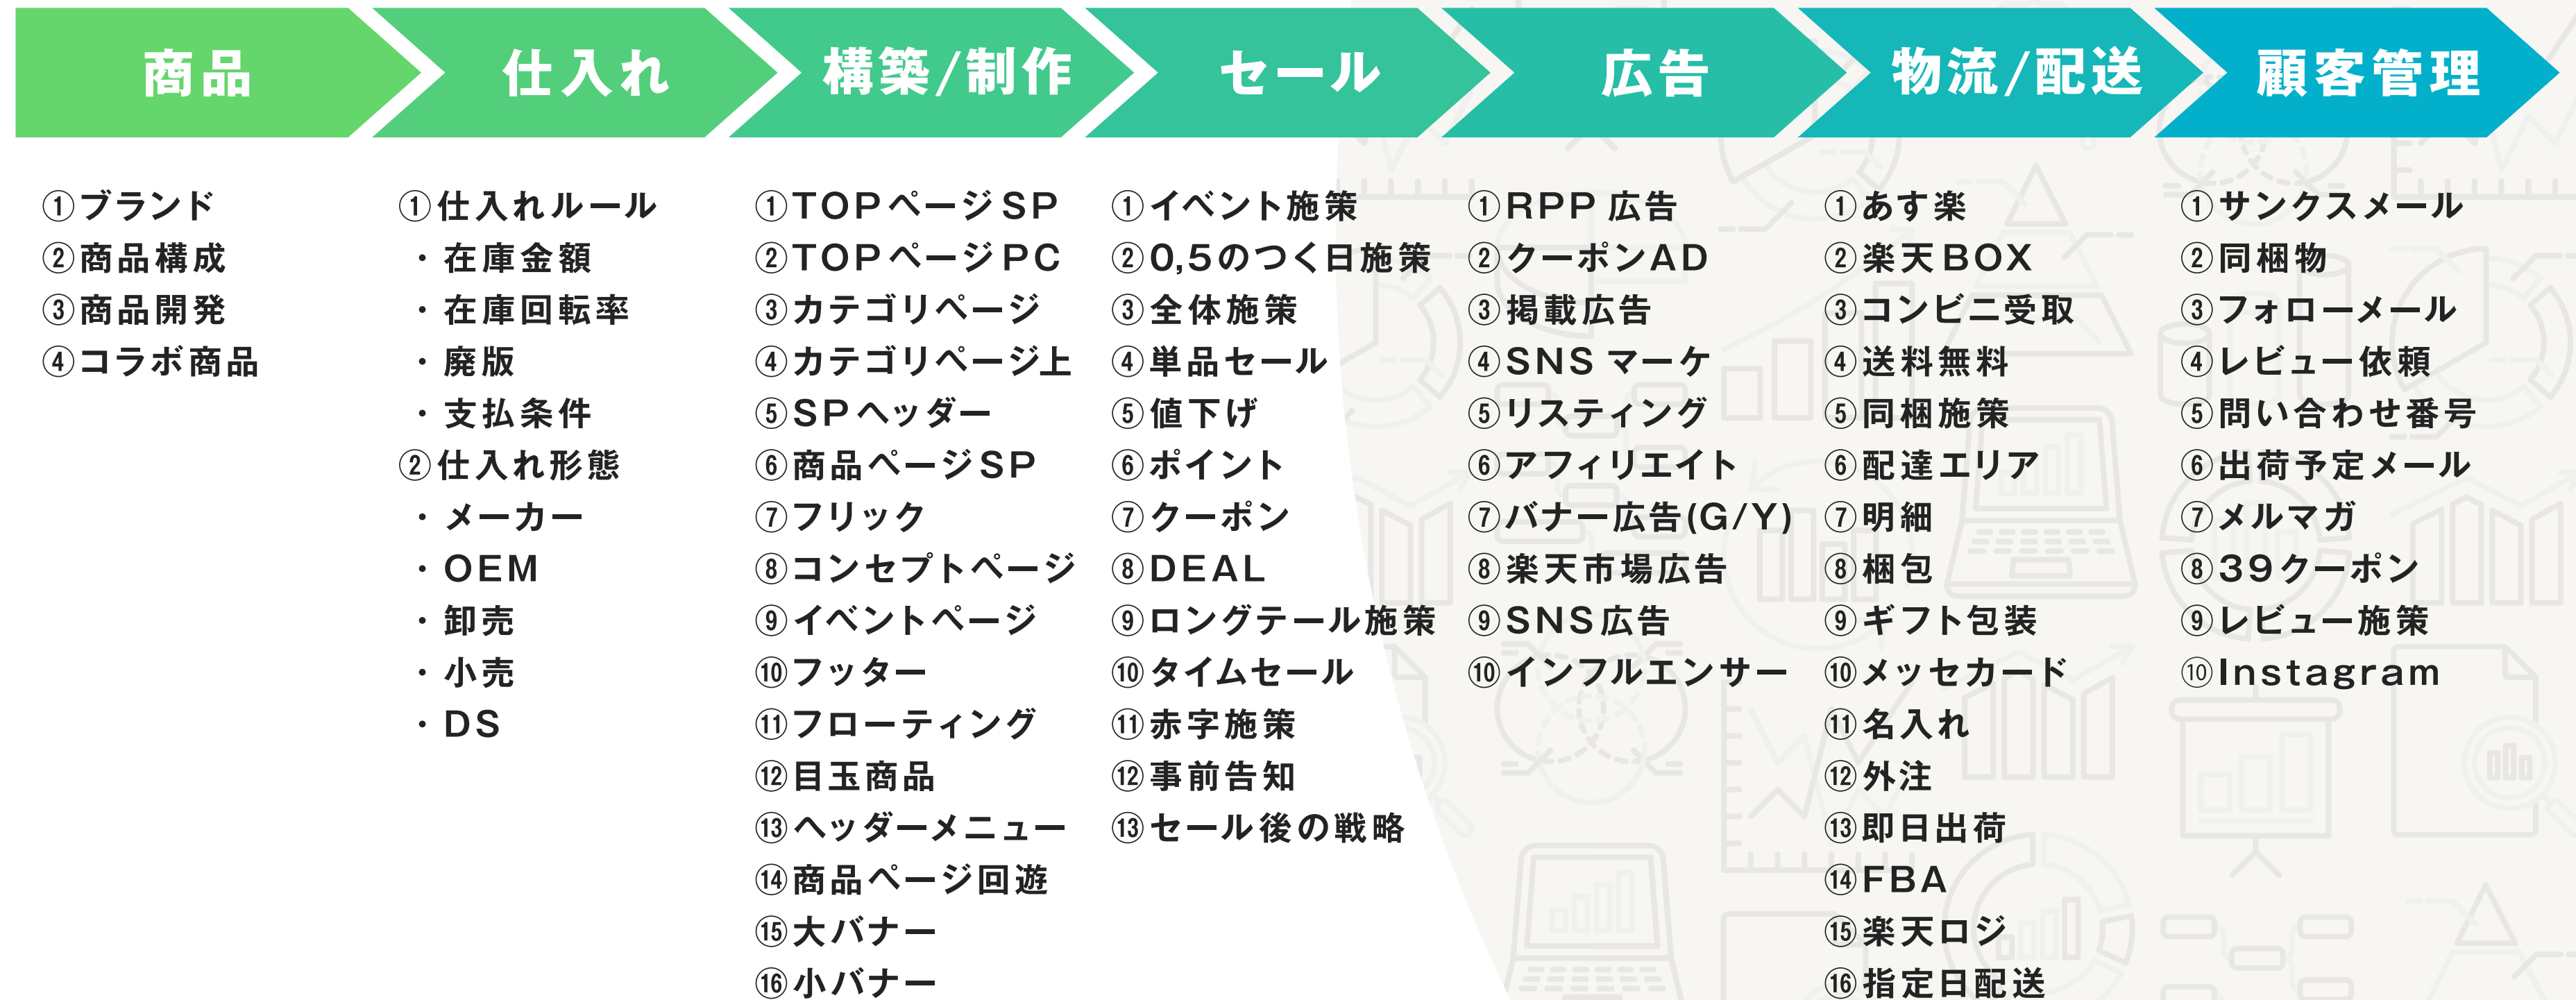 商品
仕入れ
構築/制作
セール
広告
物流/配送
顧客管理
①ブランド
②商品構成
③商品開発
④コラボ商品
①仕入れルール
・在庫金額
・在庫回転率
・廃版
・支払条件
②仕入れ形態
・メーカー
・OEM
・卸売
・小売
・DS
①TOPページSP
②TOPページPC
③カテゴリページ
④カテゴリページ上
⑤SPヘッダー
⑥商品ページSP
⑦フリック
⑧コンセプトページ
⑨イベントページ
⑩フッター
⑪フローティング
⑫目玉商品
⑬ヘッダーメニュー
⑭商品ページ回遊
⑮大バナー
⑯小バナー
①イベント施策
②0,5のつく日施策
③全体施策
④単品セール
⑤値下げ
⑥ポイント
⑦クーポン
⑧DEAL
⑨ロングテール施策
⑩タイムセール
⑪赤字施策
⑫事前告知
⑬セール後の戦略
①RPP広告
②クーポンAD
③掲載広告
④SNSマーケ
⑤リスティング
⑥アフィリエイト
⑦バナー広告(G/Y)
⑧楽天市場広告
⑨SNS広告
⑩インフルエンサー
①あす楽
②楽天BOX
③コンビニ受取
④送料無料
⑤同梱施策
⑥配達エリア
⑦明細
⑧梱包
⑨ギフト包装
⑩メッセカード
⑪名入れ
⑫外注
⑬即日出荷
⑭FBA
⑮楽天ロジ
⑯指定日配送
①サンクスメール
②同梱物
③フォローメール
④レビュー依頼
⑤問い合わせ番号
⑥出荷予定メール
⑦メルマガ
⑧39クーポン
⑨レビュー施策
⑩Instagram